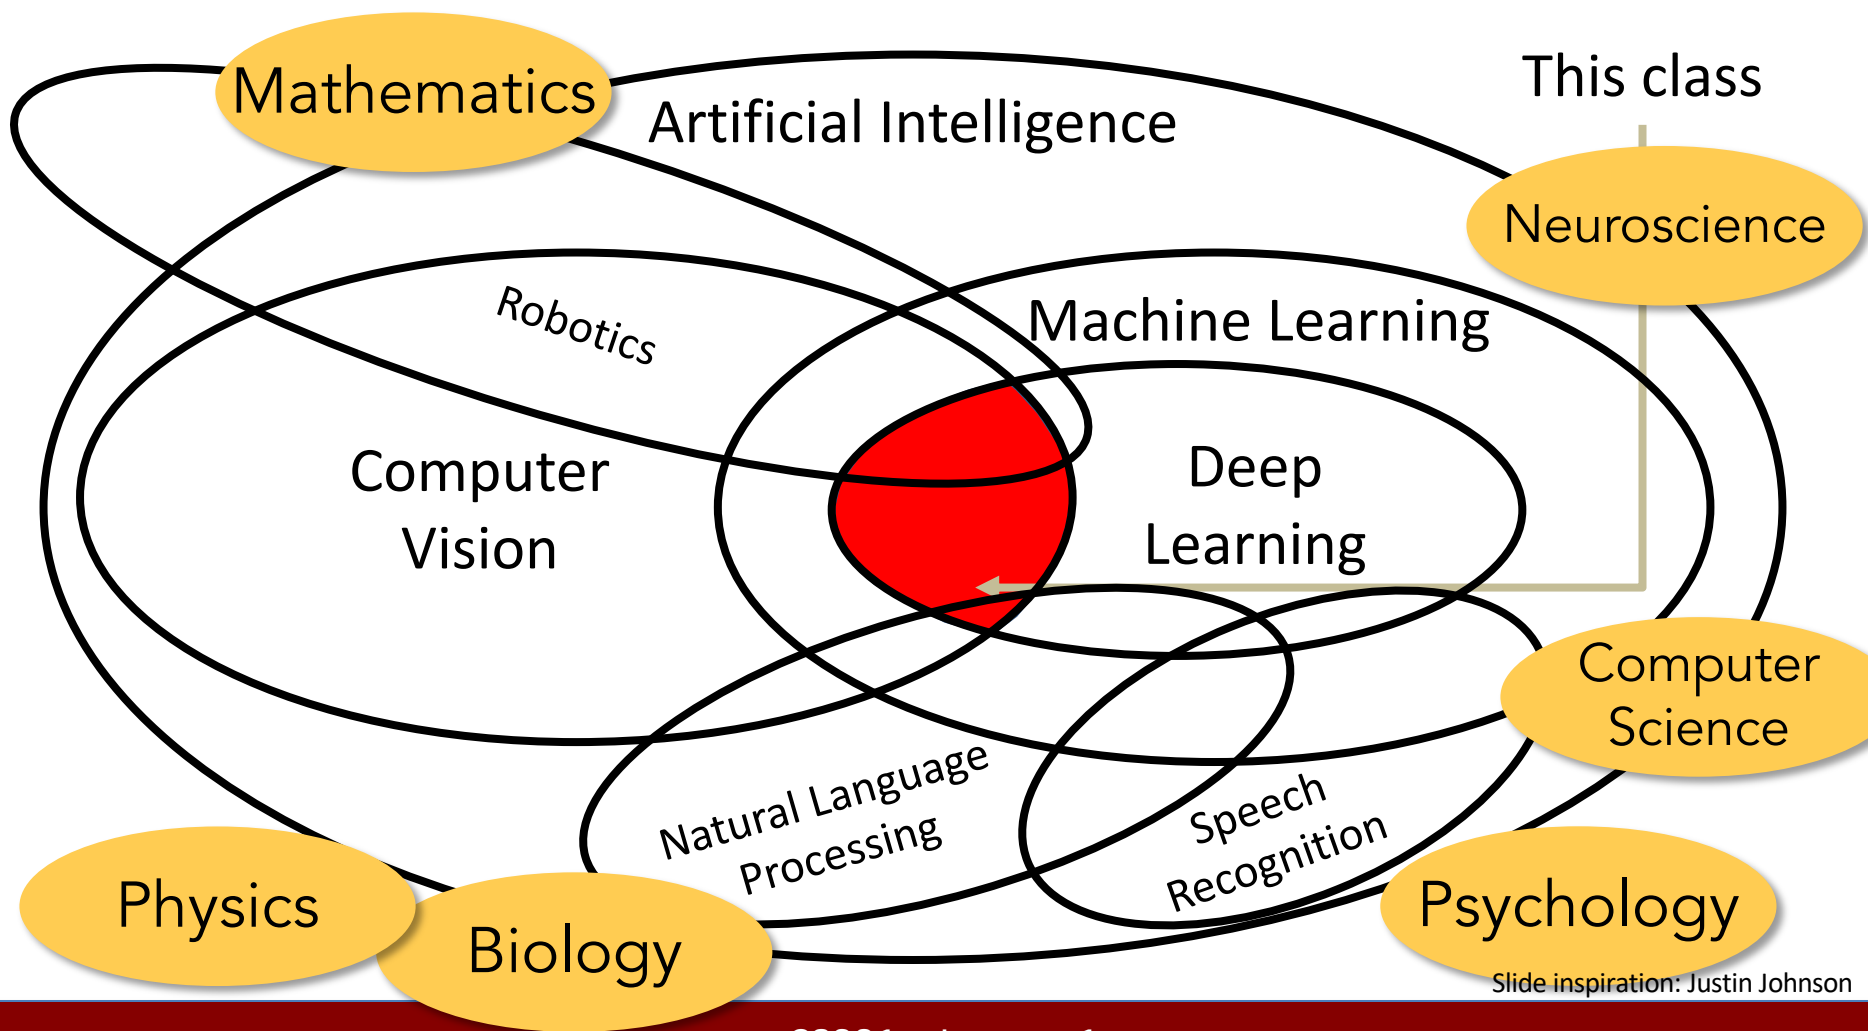 Mathematics
Artificial Intelligence
This class
Neuroscience
Robotics
Machine Learning
Computer
Vision
Deep
Learning
Computer
Science
Natural Language
Processing
Speech
Recognition
Physics
Biology
Psychology
Slide inspiration: Justin Johnson